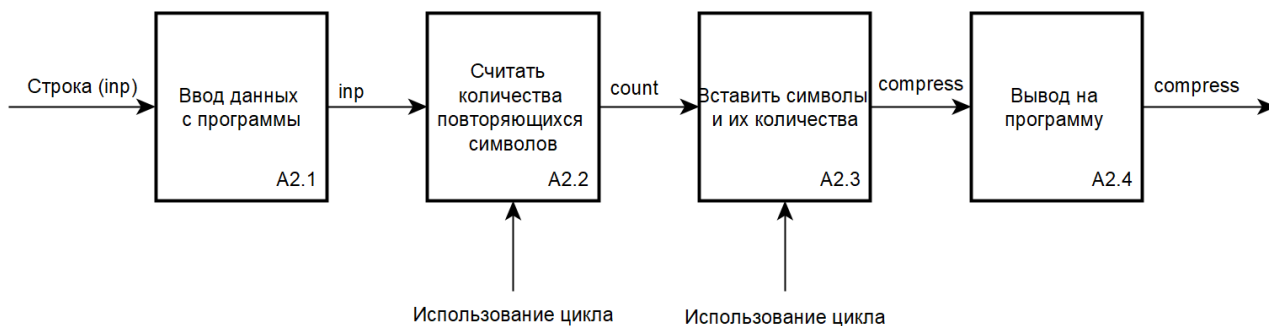 Строка (inp)
Ввод данных
с программы
A2.1
inp
Считать
количества
повторяющихся
символов
A2.2
count
Вставить символы
и их количества
A2.3
compress
Вывод на
программу
A2.4
compress
Использование цикла
Использование цикла